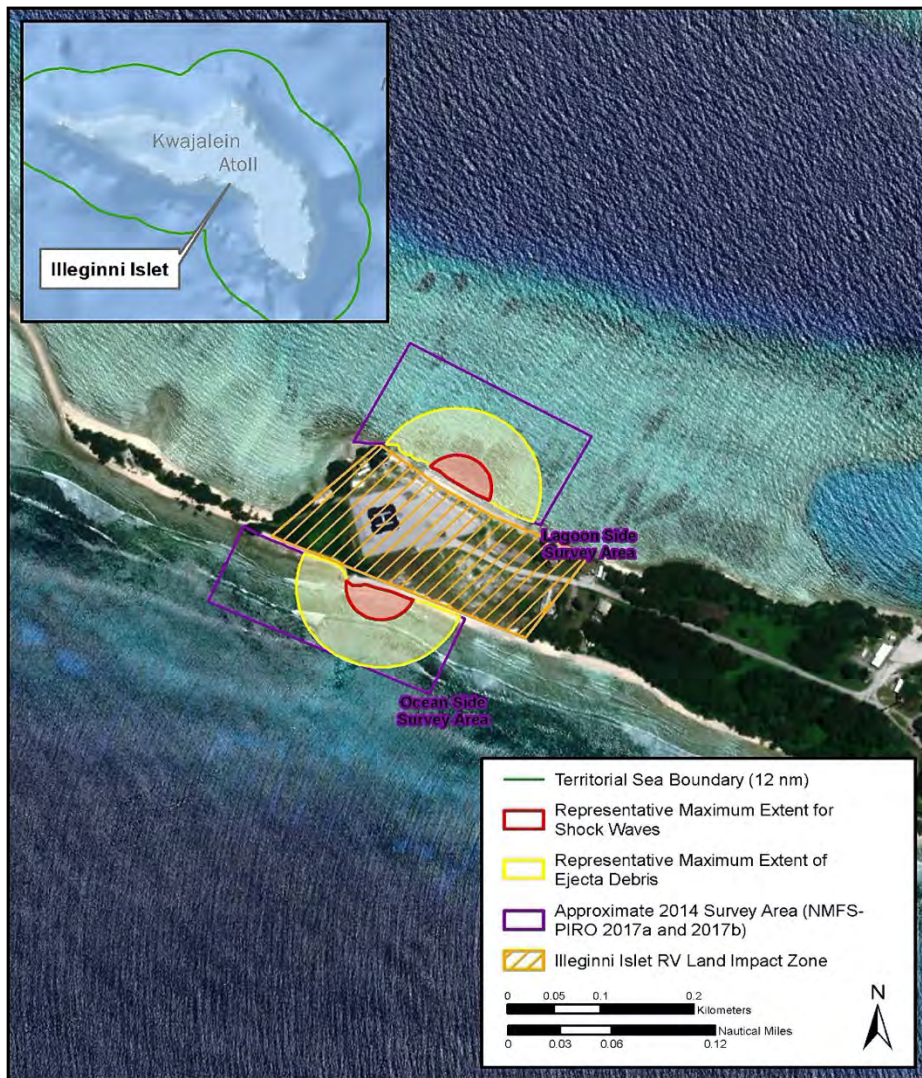 Kwajalein
Atoll
Illeginni Islet
Lagoon Side
Survey Area
Ocean Side
Survey Area
Territorial Sea Boundary (12 nm)
Representative Maximum Extent for
Shock Waves
Representative Maximum Extent of
Ejecta Debris
Approximate 2014 Survey Area (NMFS-
PIRO 2017a and 2017b)
Illeginni Islet RV Land Impact Zone
0 0.05 0.1 0.2
Kilometers
Nautical Miles
0 0.03 0.06 0.12
N